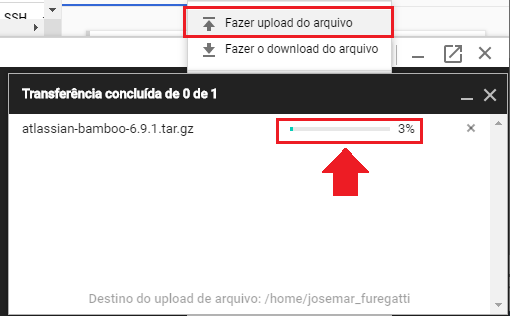 SSH
Fazer upload do arquivo
Fazer o download do arquivo
Transferência concluída de 0 de 1
atlassian-bamboo-6.9.1.tar.gz 3%
Destino do upload de arquivo: /home/josemar_furegatti